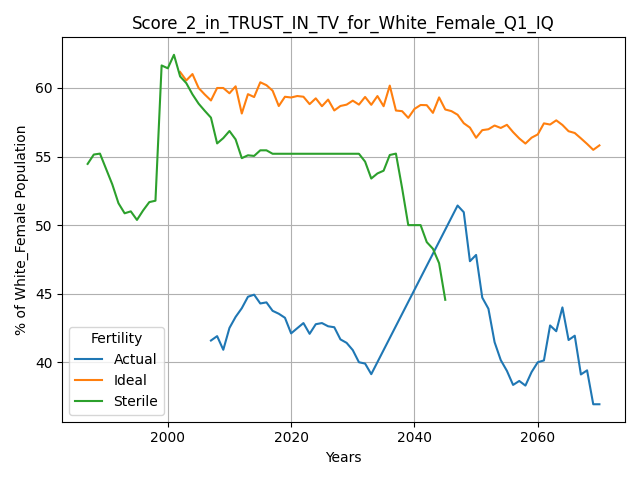 Score_2_in_TRUST_IN_TV_for_White_Female_Q1_IQ
% of White_Female Population
60
55
50
45
40
Fertility
Actual
Ideal
Sterile
2000
2020
2040
2060
Years